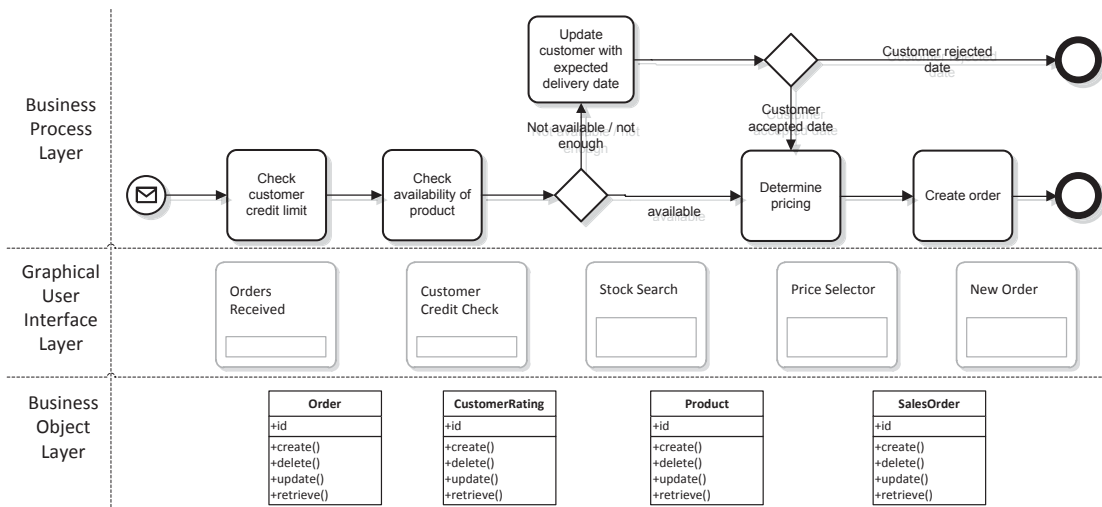 Business
Process
Layer
Update
customer with
expected
delivery date
Customer rejected
date
Not available / not
enough
Customer
accepted date
Check
customer
credit limit
Check
availability of
product
available
Determine
pricing
Create order
Graphical
User
Interface
Layer
Orders
Received
Customer
Credit Check
Stock Search
Price Selector
New Order
Business
Object
Layer
Order
+id
+create()
+delete()
+update()
+retrieve()
CustomerRating
+id
+create()
+delete()
+update()
+retrieve()
Product
+id
+create()
+delete()
+update()
+retrieve()
SalesOrder
+id
+create()
+delete()
+update()
+retrieve()